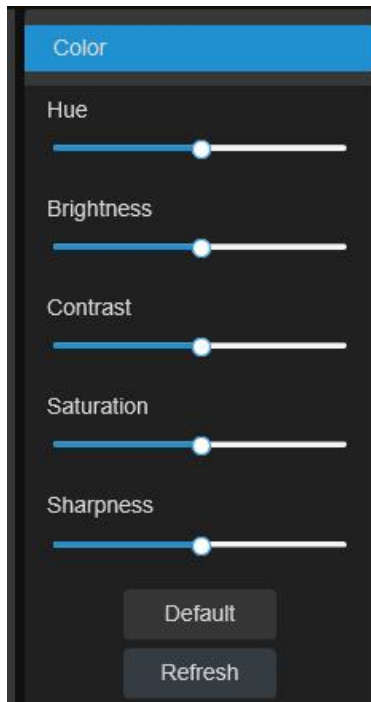 Color
Hue
Brightness
Contrast
Saturation
Sharpness
Default
Refresh